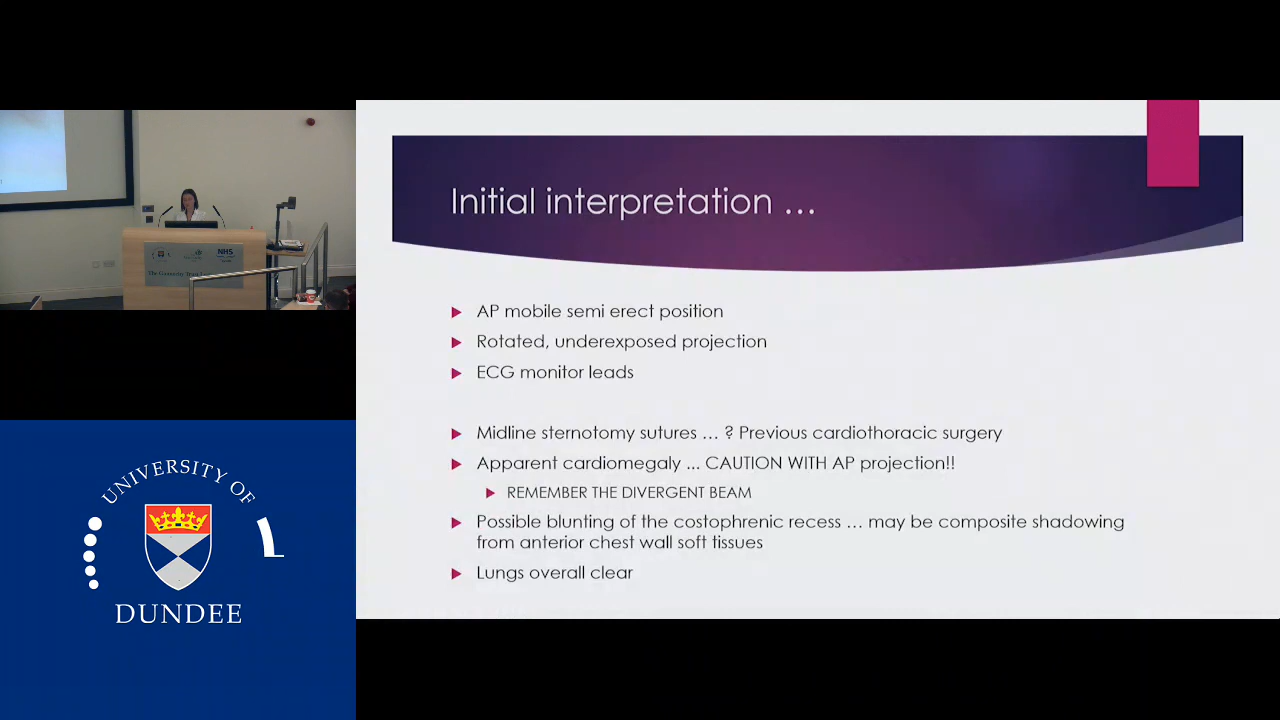 Initial interpretation …
AP mobile semi erect position
Rotated, underexposed projection
ECG monitor leads
Midline sternotomy sutures … ? Previous cardiothoracic surgery
Apparent cardiomegaly ... CAUTION WITH AP projection!!
REMEMBER THE DIVERGENT BEAM
Possible blunting of the costophrenic recess … may be composite shadowing
from anterior chest wall soft tissues
Lungs overall clear
NHS
UNIVERSITY OF
DUNDEE